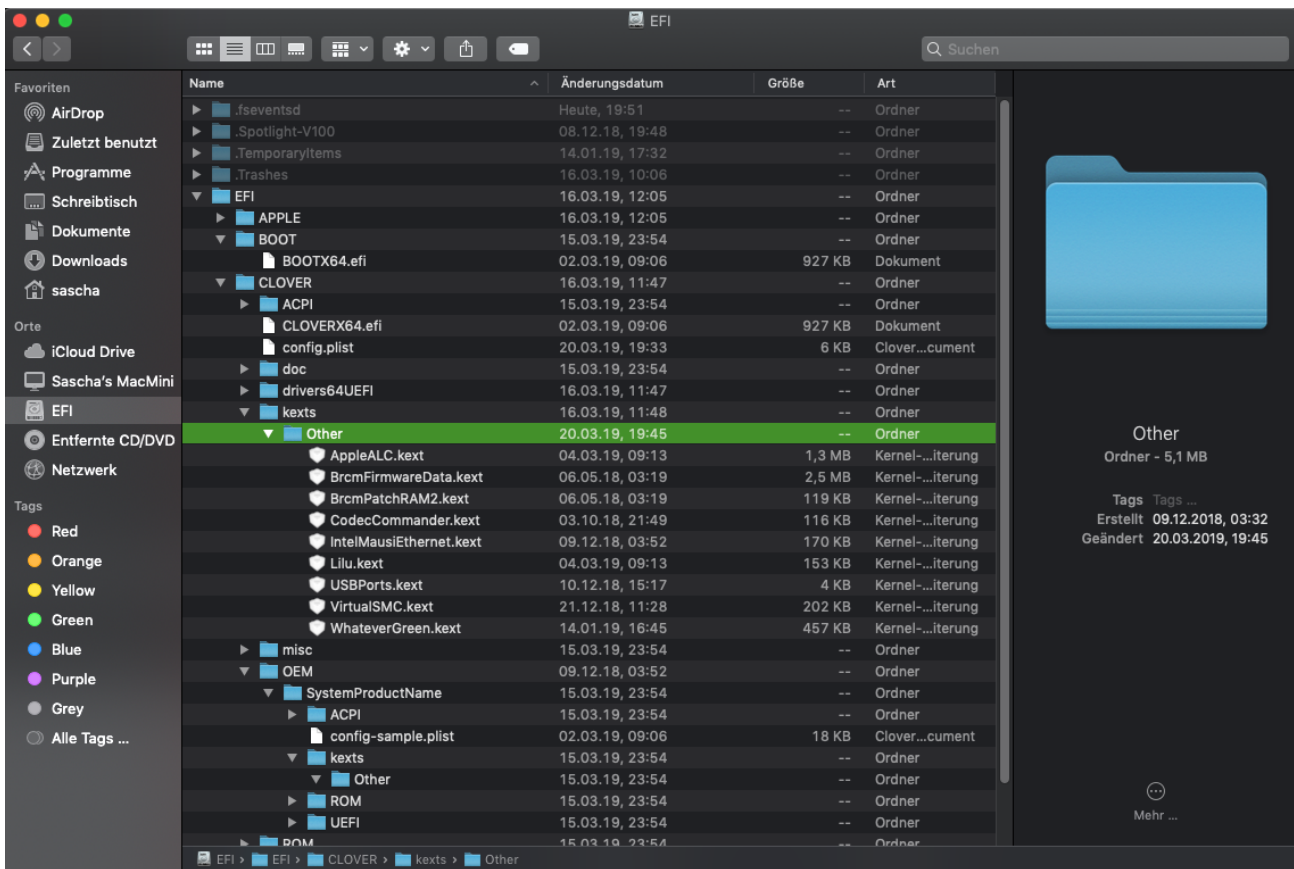 EFI
Suchen
Favoriten
AirDrop
Zuletzt benutzt
Programme
Schreibtisch
Dokumente
Downloads
sascha
Orte
iCloud Drive
Sascha's MacMini
EFI
Entfernte CD/DVD
Netzwerk
Tags
Red
Orange
Yellow
Green
Blue
Purple
Grey
Alle Tags ...
Name Änderungsdatum Größe Art
.fseventsd Heute, 19:51 -- Ordner
.Spotlight-V100 08.12.18, 19:48 -- Ordner
.TemporaryItems 14.01.19, 17:32 -- Ordner
.Trashes 16.03.19, 10:06 -- Ordner
EFI 16.03.19, 12:05 -- Ordner
APPLE 16.03.19, 12:05 -- Ordner
BOOT 15.03.19, 23:54 -- Ordner
BOOTX64.efi 02.03.19, 09:06 927 KB Dokument
CLOVER 16.03.19, 11:47 -- Ordner
ACPI 15.03.19, 23:54 -- Ordner
CLOVERX64.efi 02.03.19, 09:06 927 KB Dokument
config.plist 20.03.19, 19:33 6 KB Clover...cument
doc 15.03.19, 23:54 -- Ordner
drivers64UEFI 16.03.19, 11:47 -- Ordner
kexts 16.03.19, 11:48 -- Ordner
Other 20.03.19, 19:45 -- Ordner
AppleALC.kext 04.03.19, 09:13 1,3 MB Kernel-...iterung
BrcmFirmwareData.kext 06.05.18, 03:19 2,5 MB Kernel-...iterung
BrcmPatchRAM2.kext 06.05.18, 03:19 119 KB Kernel-...iterung
CodecCommander.kext 03.10.18, 21:49 116 KB Kernel-...iterung
IntelMausiEthernet.kext 09.12.18, 03:52 170 KB Kernel-...iterung
Lilu.kext 04.03.19, 09:13 153 KB Kernel-...iterung
USBPorts.kext 10.12.18, 15:17 4 KB Kernel-...iterung
VirtualSMC.kext 21.12.18, 11:28 202 KB Kernel-...iterung
WhateverGreen.kext 14.01.19, 16:45 457 KB Kernel-...iterung
misc 15.03.19, 23:54 -- Ordner
OEM 09.12.18, 03:52 -- Ordner
SystemProductName 15.03.19, 23:54 -- Ordner
ACPI 15.03.19, 23:54 -- Ordner
config-sample.plist 02.03.19, 09:06 18 KB Clover...cument
kexts 15.03.19, 23:54 -- Ordner
Other 15.03.19, 23:54 -- Ordner
ROM 15.03.19, 23:54 -- Ordner
UEFI 15.03.19, 23:54 -- Ordner
ROM 15.03.19, 23:54 -- Ordner
EFI › EFI › CLOVER › kexts › Other
Other
Ordner - 5,1 MB
Tags Tags ...
Erstellt 09.12.2018, 03:32
Geändert 20.03.2019, 19:45
Mehr ...